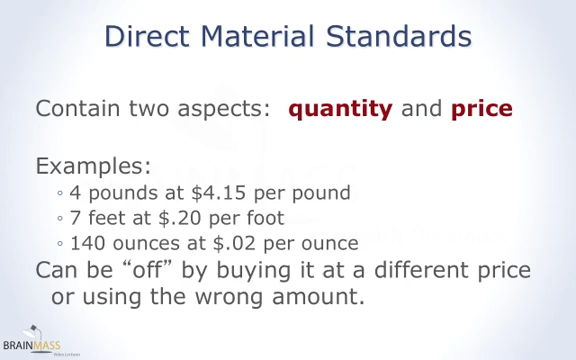 Direct Material Standards
Contain two aspects: quantity and price
Examples:
◦ 4 pounds at $4.15 per pound
◦ 7 feet at $.20 per foot
◦ 140 ounces at $.02 per ounce
Can be “off” by buying it at a different price
or using the wrong amount.
BRAINMASS
Video Lectures